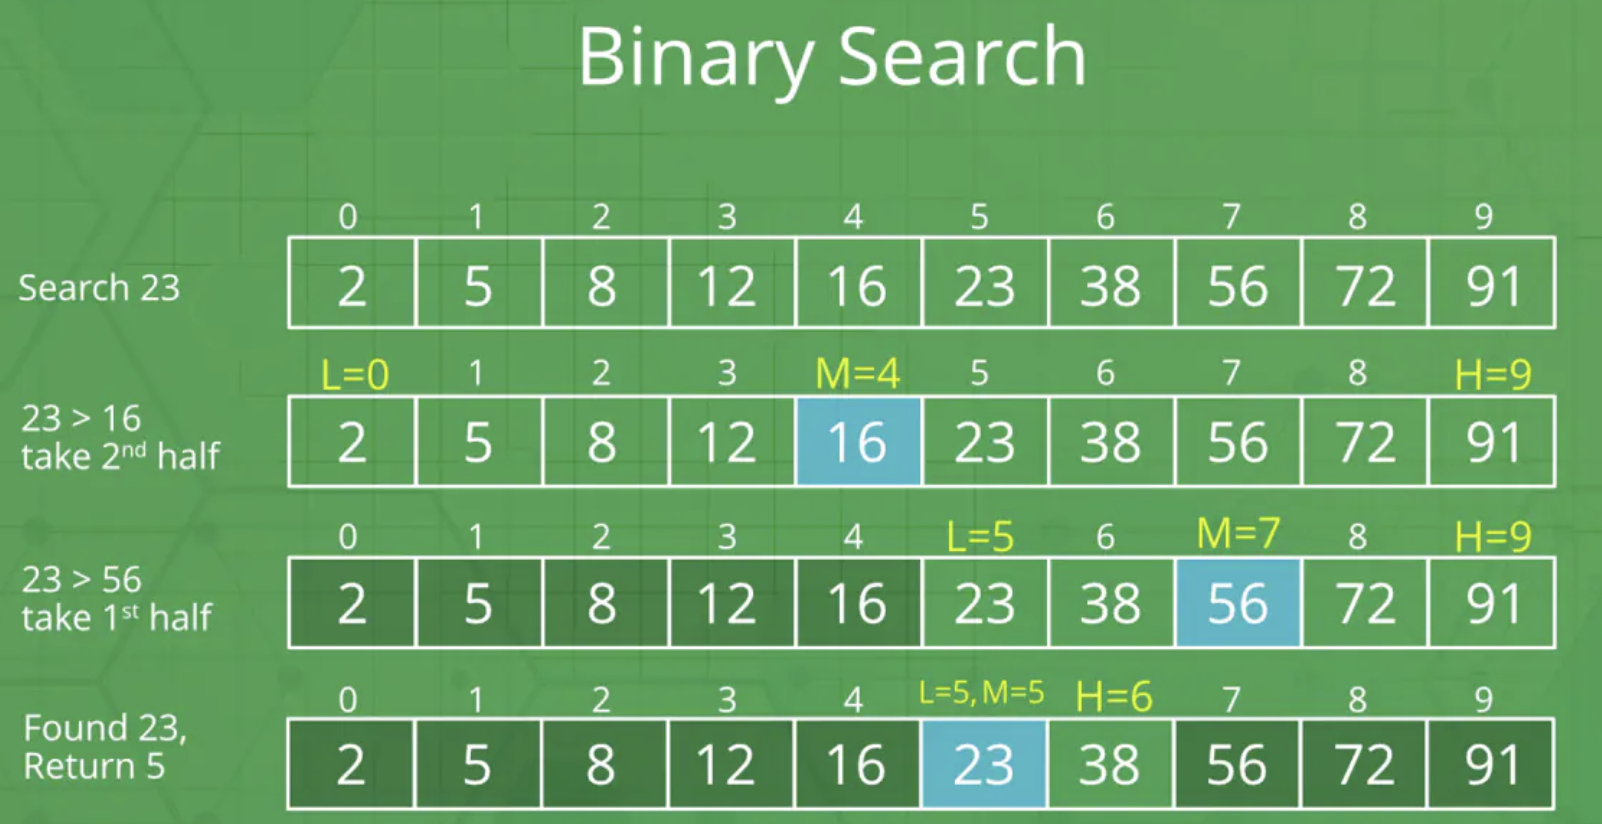 Binary Search
0 1 2 3 4 5 6 7 8 9
Search 23
2 5 8 12 16 23 38 56 72 91
L=0 1 2 3 M=4 5 6 7 8 H=9
23 > 16
take 2nd half
2 5 8 12 16 23 38 56 72 91
0 1 2 3 4 L=5 6 M=7 8 H=9
23 > 56
take 1st half
2 5 8 12 16 23 38 56 72 91
0 1 2 3 4 L=5, M=5 H=6 7 8 9
Found 23,
Return 5
2 5 8 12 16 23 38 56 72 91